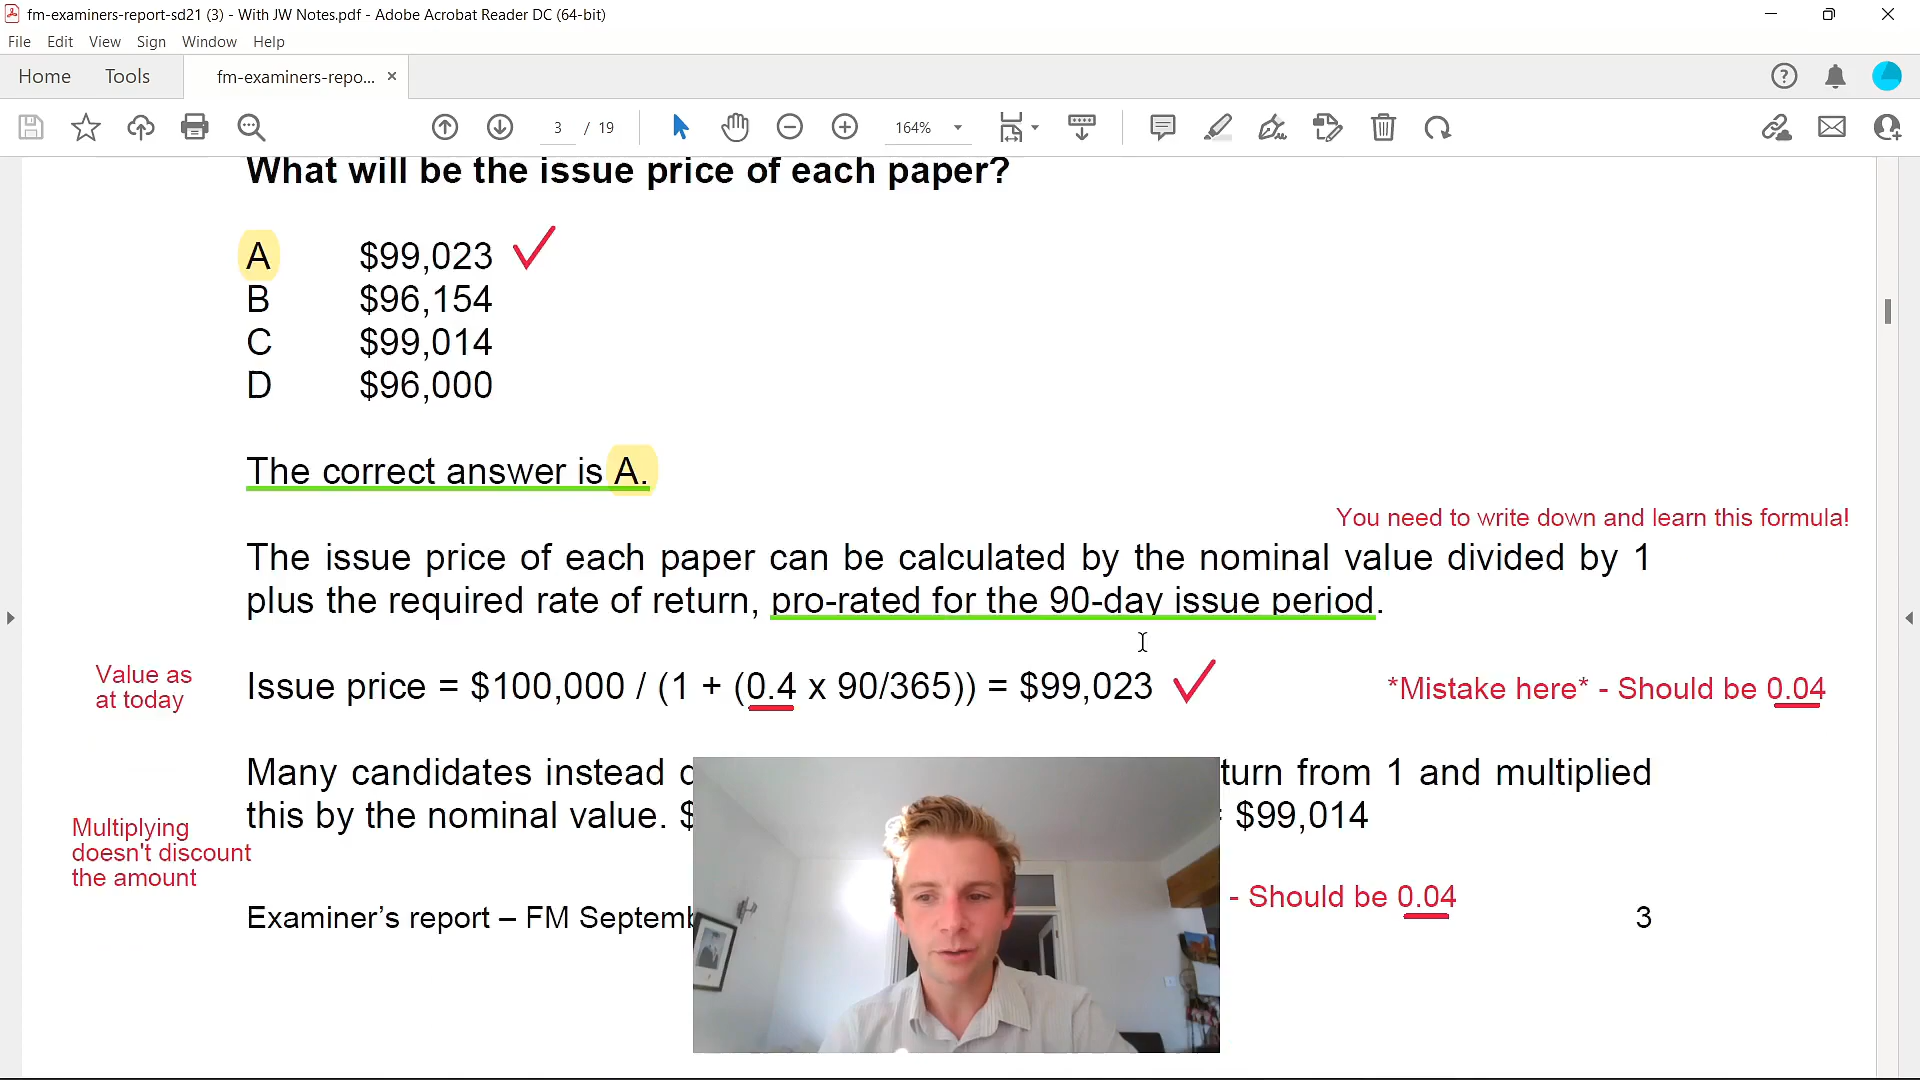 fm-examiners-report-sd21 (3) - With JW Notes.pdf - Adobe Acrobat Reader DC (64-bit)
File Edit View Sign Window Help
Home Tools fm-examiners-repo... ×
3 / 19 164%
What will be the issue price of each paper?
A $99,023
B $96,154
C $99,014
D $96,000
The correct answer is A.
You need to write down and learn this formula!
The issue price of each paper can be calculated by the nominal value divided by 1
plus the required rate of return, pro-rated for the 90-day issue period.
Value as
at today
Issue price = $100,000 / (1 + (0.4 x 90/365)) = $99,023
*Mistake here* - Should be 0.04
Many candidates instead turn from 1 and multiplied
this by the nominal value. $ $99,014
Multiplying
doesn't discount
the amount
- Should be 0.04
Examiner's report – FM Septemb
3